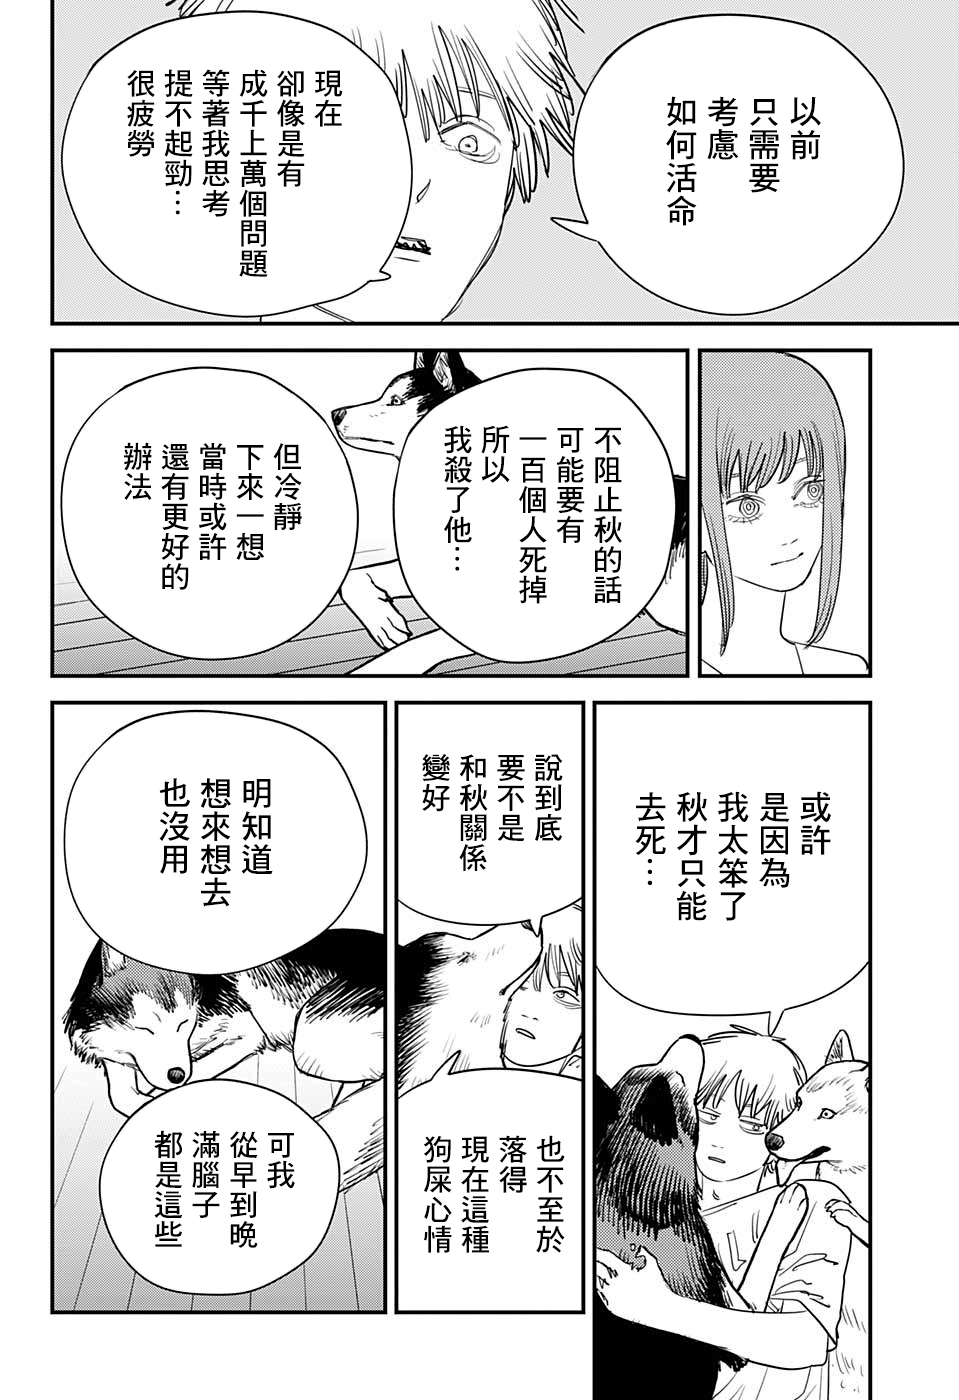 以前
只需要
考慮
如何活命
現在
卻像是有
成千上萬個問題
等著我思考
提不起勁…
很疲勞
不阻止秋的話
可能要有
一百個人死掉
所以
我殺了他…
但冷靜
下來一想
當時或許
還有更好的
辦法
或許
是因為
我太笨了
秋才只能
去死…
說到底
要不是
和秋關係
變好
也不至於
落得
現在這種
狗屎心情
明知道
想來想去
也沒用
可我
從早到晚
滿腦子
都是這些